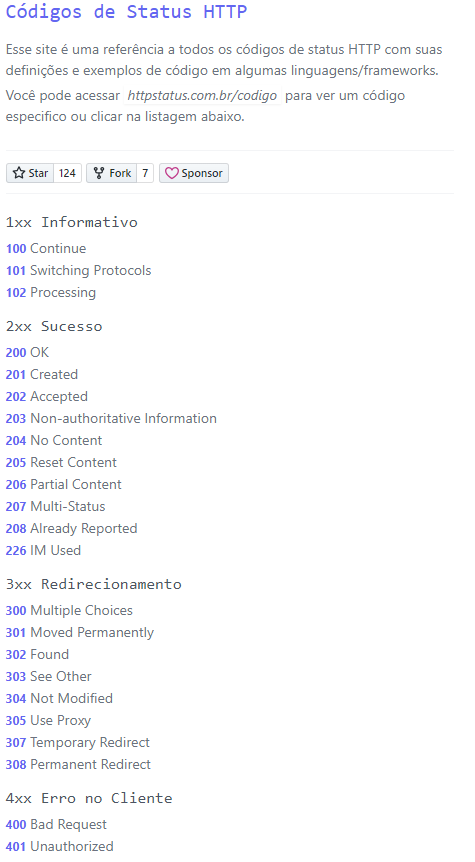 Códigos de Status HTTP
Esse site é uma referência a todos os códigos de status HTTP com suas
definições e exemplos de código em algumas linguagens/frameworks.
Você pode acessar httpstatus.com.br/codigo para ver um código
especifico ou clicar na listagem abaixo.
Star 124 Fork 7 Sponsor
1xx Informativo
100 Continue
101 Switching Protocols
102 Processing
2xx Sucesso
200 OK
201 Created
202 Accepted
203 Non-authoritative Information
204 No Content
205 Reset Content
206 Partial Content
207 Multi-Status
208 Already Reported
226 IM Used
3xx Redirecionamento
300 Multiple Choices
301 Moved Permanently
302 Found
303 See Other
304 Not Modified
305 Use Proxy
307 Temporary Redirect
308 Permanent Redirect
4xx Erro no Cliente
400 Bad Request
401 Unauthorized